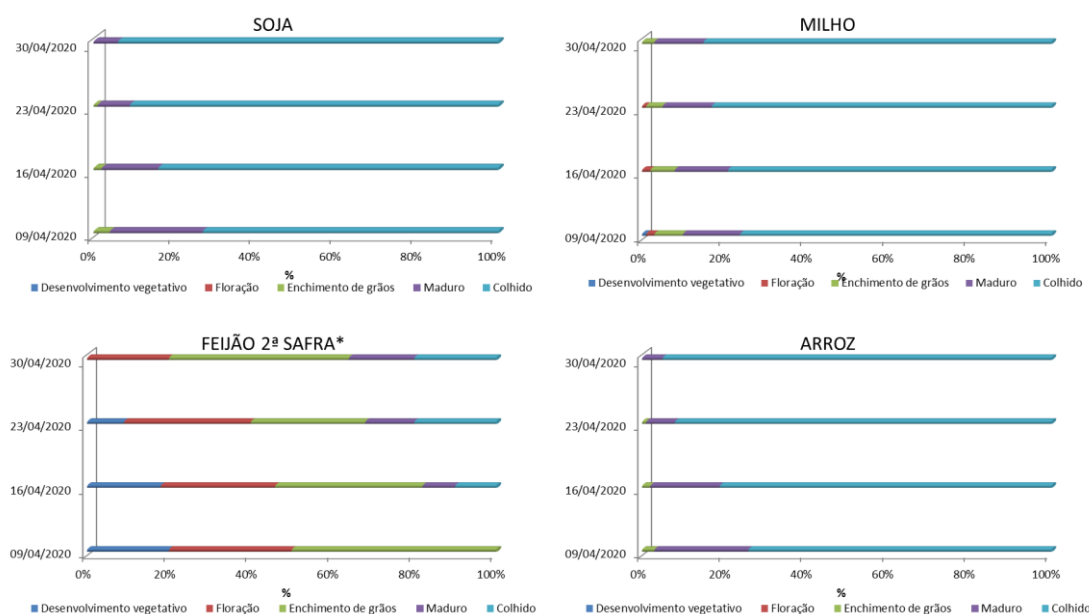 SOJA
30/04/2020
23/04/2020
16/04/2020
09/04/2020
0% 20% 40% 60% 80% 100%
%
Desenvolvimento vegetativo Floração Enchimento de grãos Maduro Colhido
MILHO
30/04/2020
23/04/2020
16/04/2020
09/04/2020
0% 20% 40% 60% 80% 100%
%
Desenvolvimento vegetativo Floração Enchimento de grãos Maduro Colhido
FEIJÃO 2ª SAFRA*
30/04/2020
23/04/2020
16/04/2020
09/04/2020
0% 20% 40% 60% 80% 100%
%
Desenvolvimento vegetativo Floração Enchimento de grãos Maduro Colhido
ARROZ
30/04/2020
23/04/2020
16/04/2020
09/04/2020
0% 20% 40% 60% 80% 100%
%
Desenvolvimento vegetativo Floração Enchimento de grãos Maduro Colhido